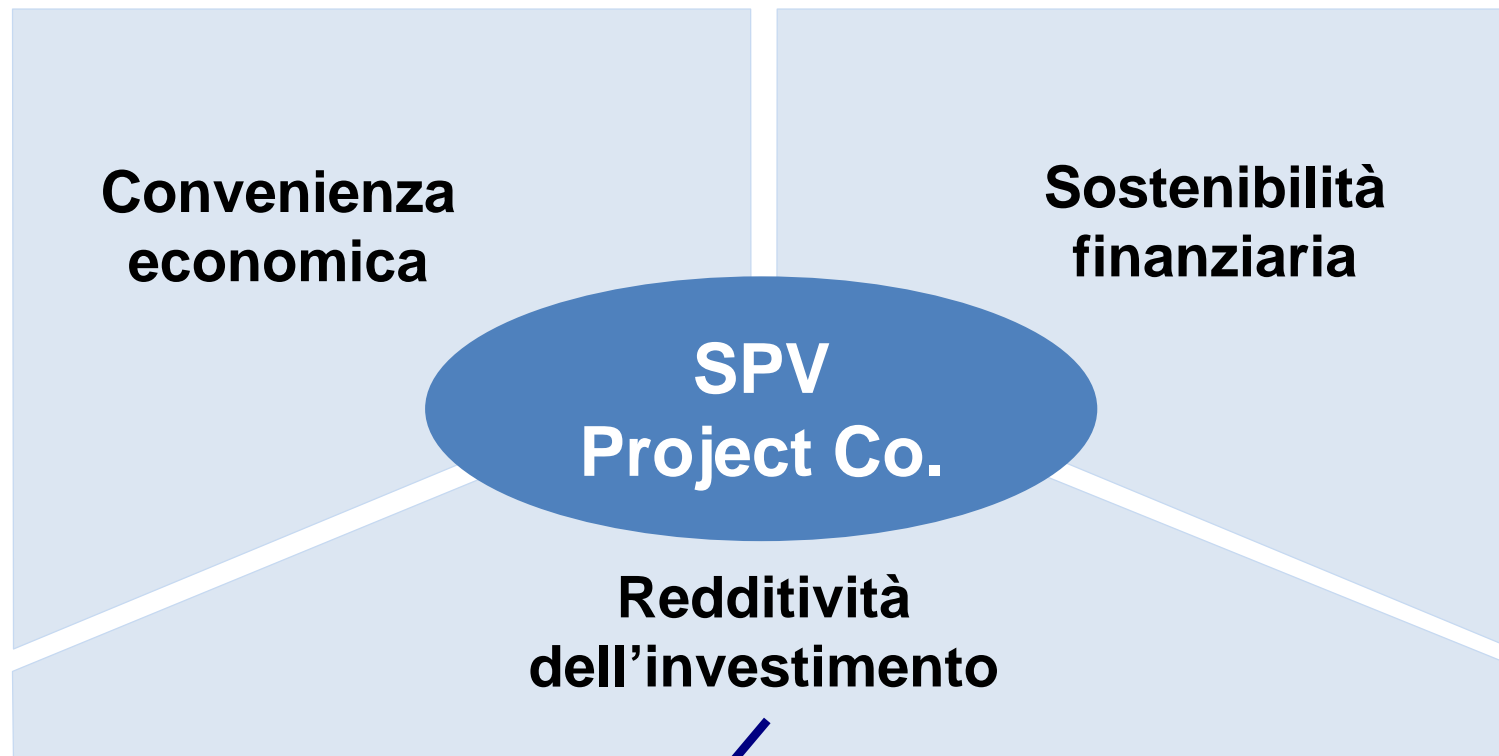 Convenienza
economica
Sostenibilità
finanziaria
SPV
Project Co.
Redditività
dell’investimento